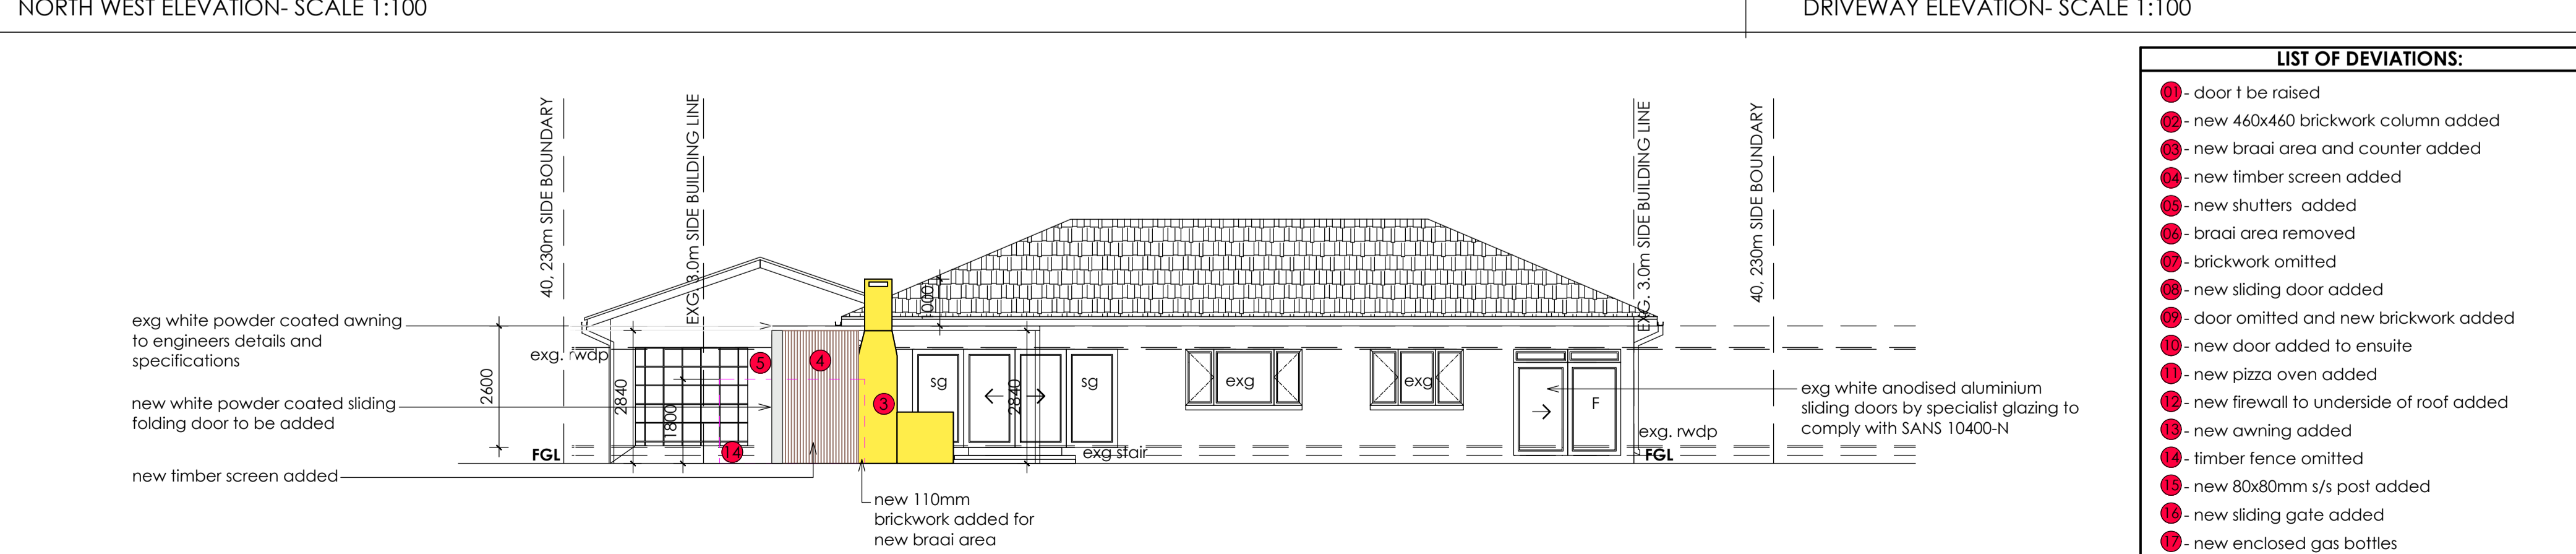 NORTH WEST ELEVATION- SCALE 1:100
DRIVEWAY ELEVATION- SCALE 1:100
40, 230m SIDE BOUNDARY
EXG. 3.0m SIDE BUILDING LINE
EXG. 3.0m SIDE BUILDING LINE
40, 230m SIDE BOUNDARY
exg white powder coated awning
to engineers details and
specifications
new white powder coated sliding
folding door to be added
new timber screen added
exg. rwdp
2600
2840
1800
FGL
5
4
3
14
1000
sg
2840
sg
exg stair
exg
exg
F
new 110mm
brickwork added for
new braai area
exg. rwdp
FGL
exg white anodised aluminium
sliding doors by specialist glazing to
comply with SANS 10400-N
LIST OF DEVIATIONS:
01 - door t be raised
02 - new 460x460 brickwork column added
03 - new braai area and counter added
04 - new timber screen added
05 - new shutters added
06 - braai area removed
07 - brickwork omitted
08 - new sliding door added
09 - door omitted and new brickwork added
10 - new door added to ensuite
11 - new pizza oven added
12 - new firewall to underside of roof added
13 - new awning added
14 - timber fence omitted
15 - new 80x80mm s/s post added
16 - new sliding gate added
17 - new enclosed gas bottles